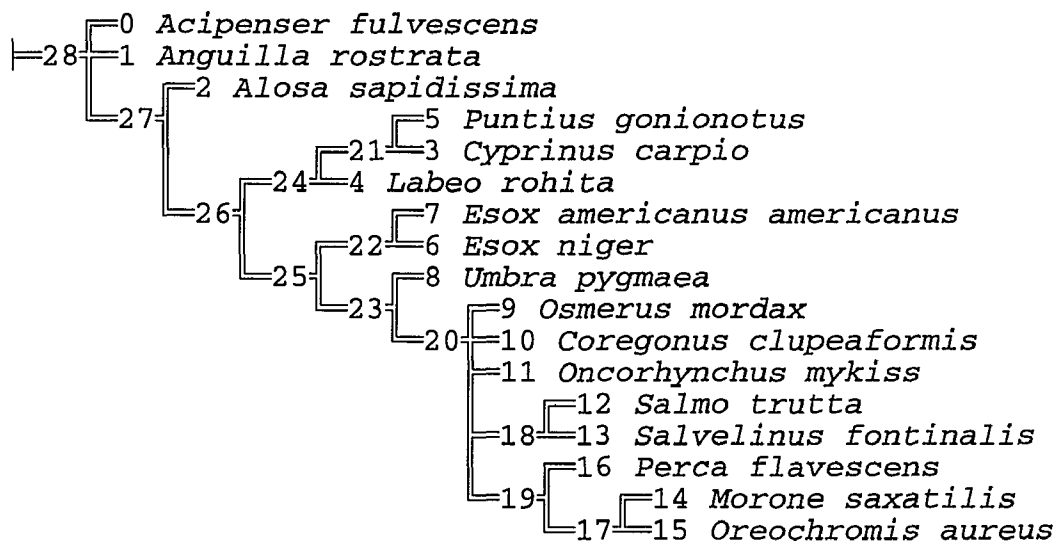 0 Acipenser fulvescens
28 1 Anguilla rostrata
2 Alosa sapidissima
27 5 Puntius gonionotus
21 3 Cyprinus carpio
24 4 Labeo rohita
26 7 Esox americanus americanus
22 6 Esox niger
25 8 Umbra pygmaea
23 9 Osmerus mordax
20 10 Coregonus clupeaformis
11 Oncorhynchus mykiss
12 Salmo trutta
18 13 Salvelinus fontinalis
16 Perca flavescens
19 14 Morone saxatilis
17 15 Oreochromis aureus